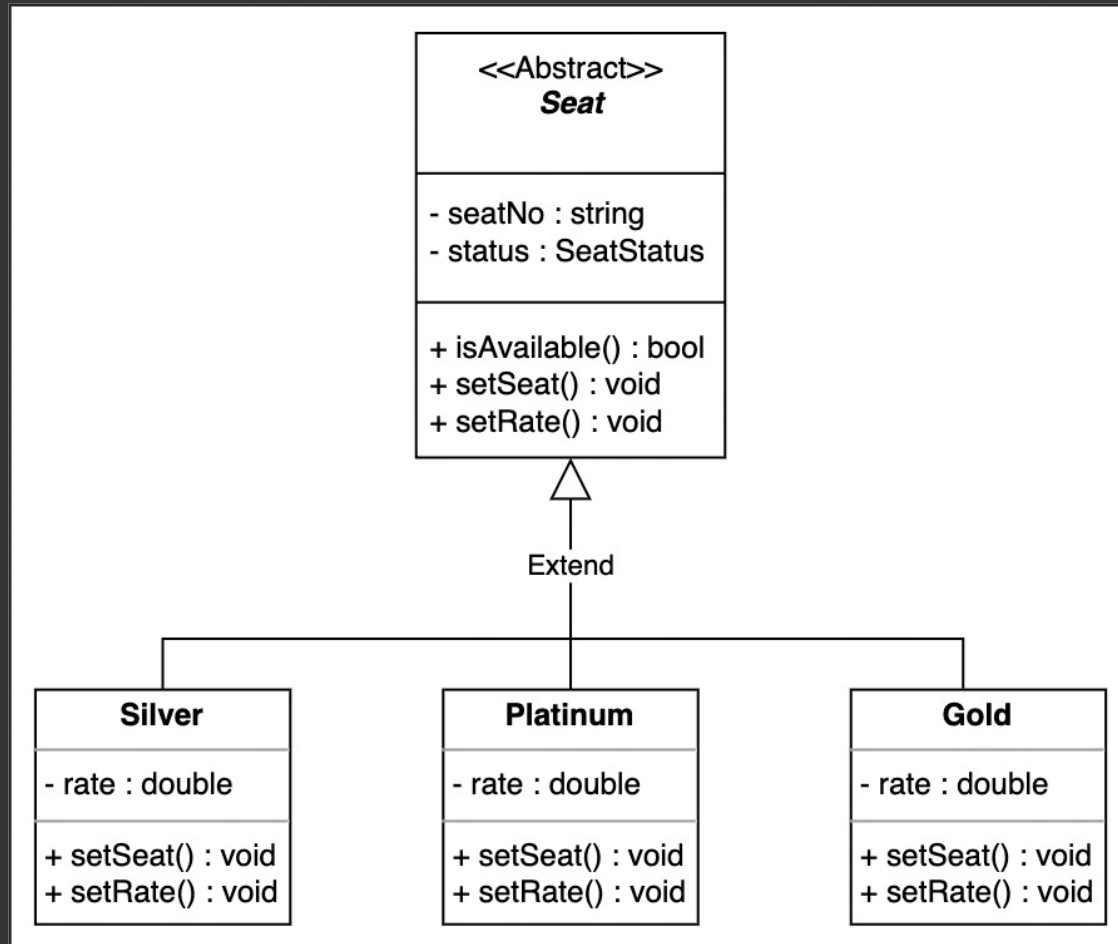 <<Abstract>>
Seat
- seatNo : string
- status : SeatStatus
+ isAvailable() : bool
+ setSeat() : void
+ setRate() : void
Extend
Silver
- rate : double
+ setSeat() : void
+ setRate() : void
Platinum
- rate : double
+ setSeat() : void
+ setRate() : void
Gold
- rate : double
+ setSeat() : void
+ setRate() : void